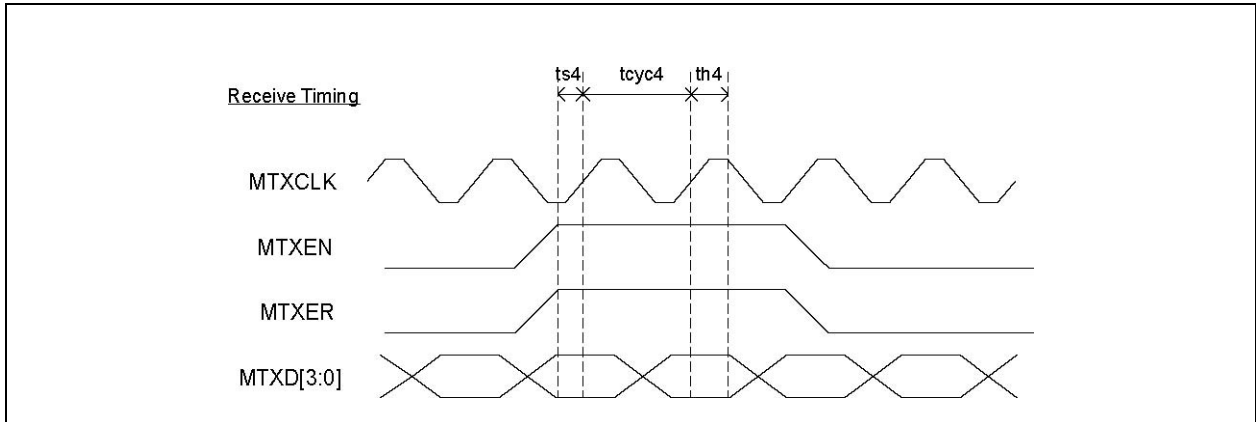 ts4 tcyc4 th4
Receive Timing
MTXCLK
MTXEN
MTXER
MTXD[3:0]